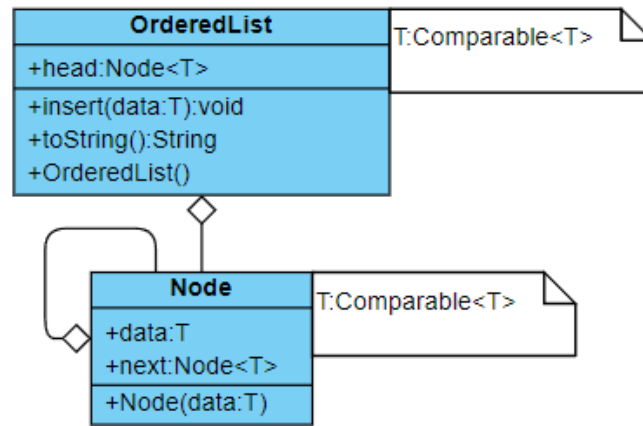 OrderedList
T:Comparable<T>
+head:Node<T>
+insert(data:T):void
+toString():String
+OrderedList()
Node
T:Comparable<T>
+data:T
+next:Node<T>
+Node(data:T)